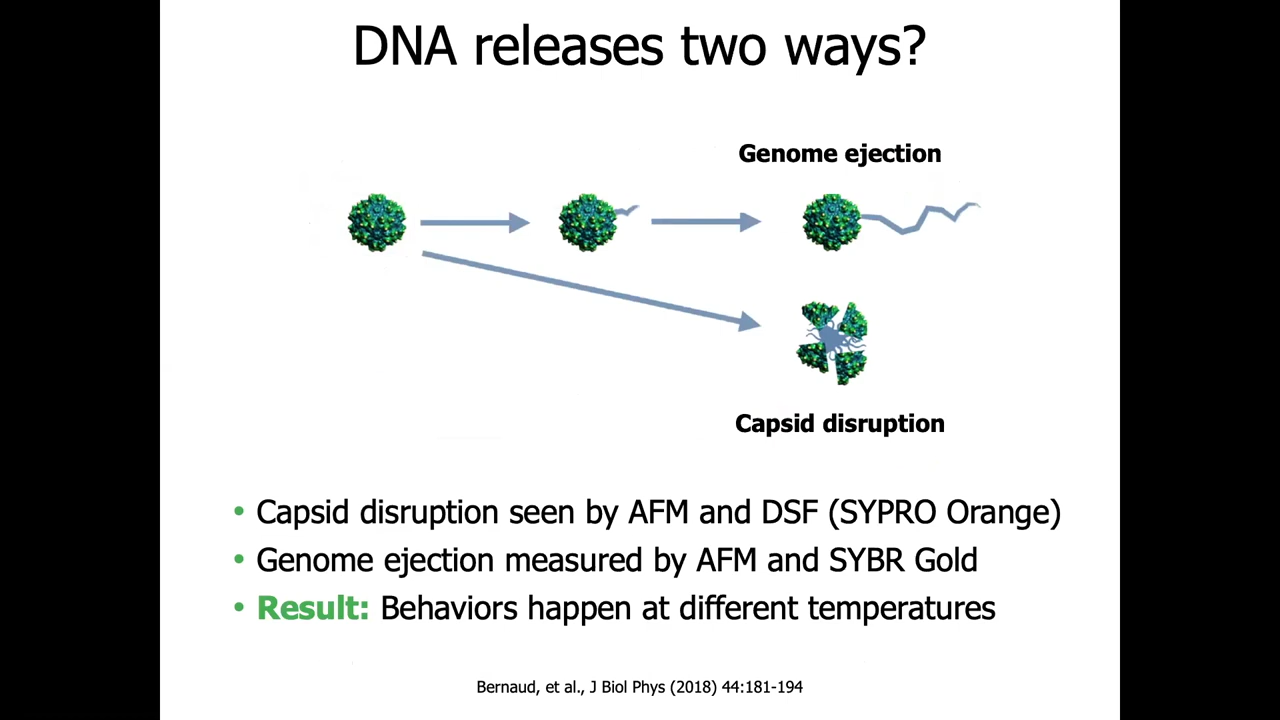 DNA releases two ways?
Genome ejection
Capsid disruption
• Capsid disruption seen by AFM and DSF (SYPRO Orange)
• Genome ejection measured by AFM and SYBR Gold
• Result: Behaviors happen at different temperatures
Bernaud, et al., J Biol Phys (2018) 44:181-194